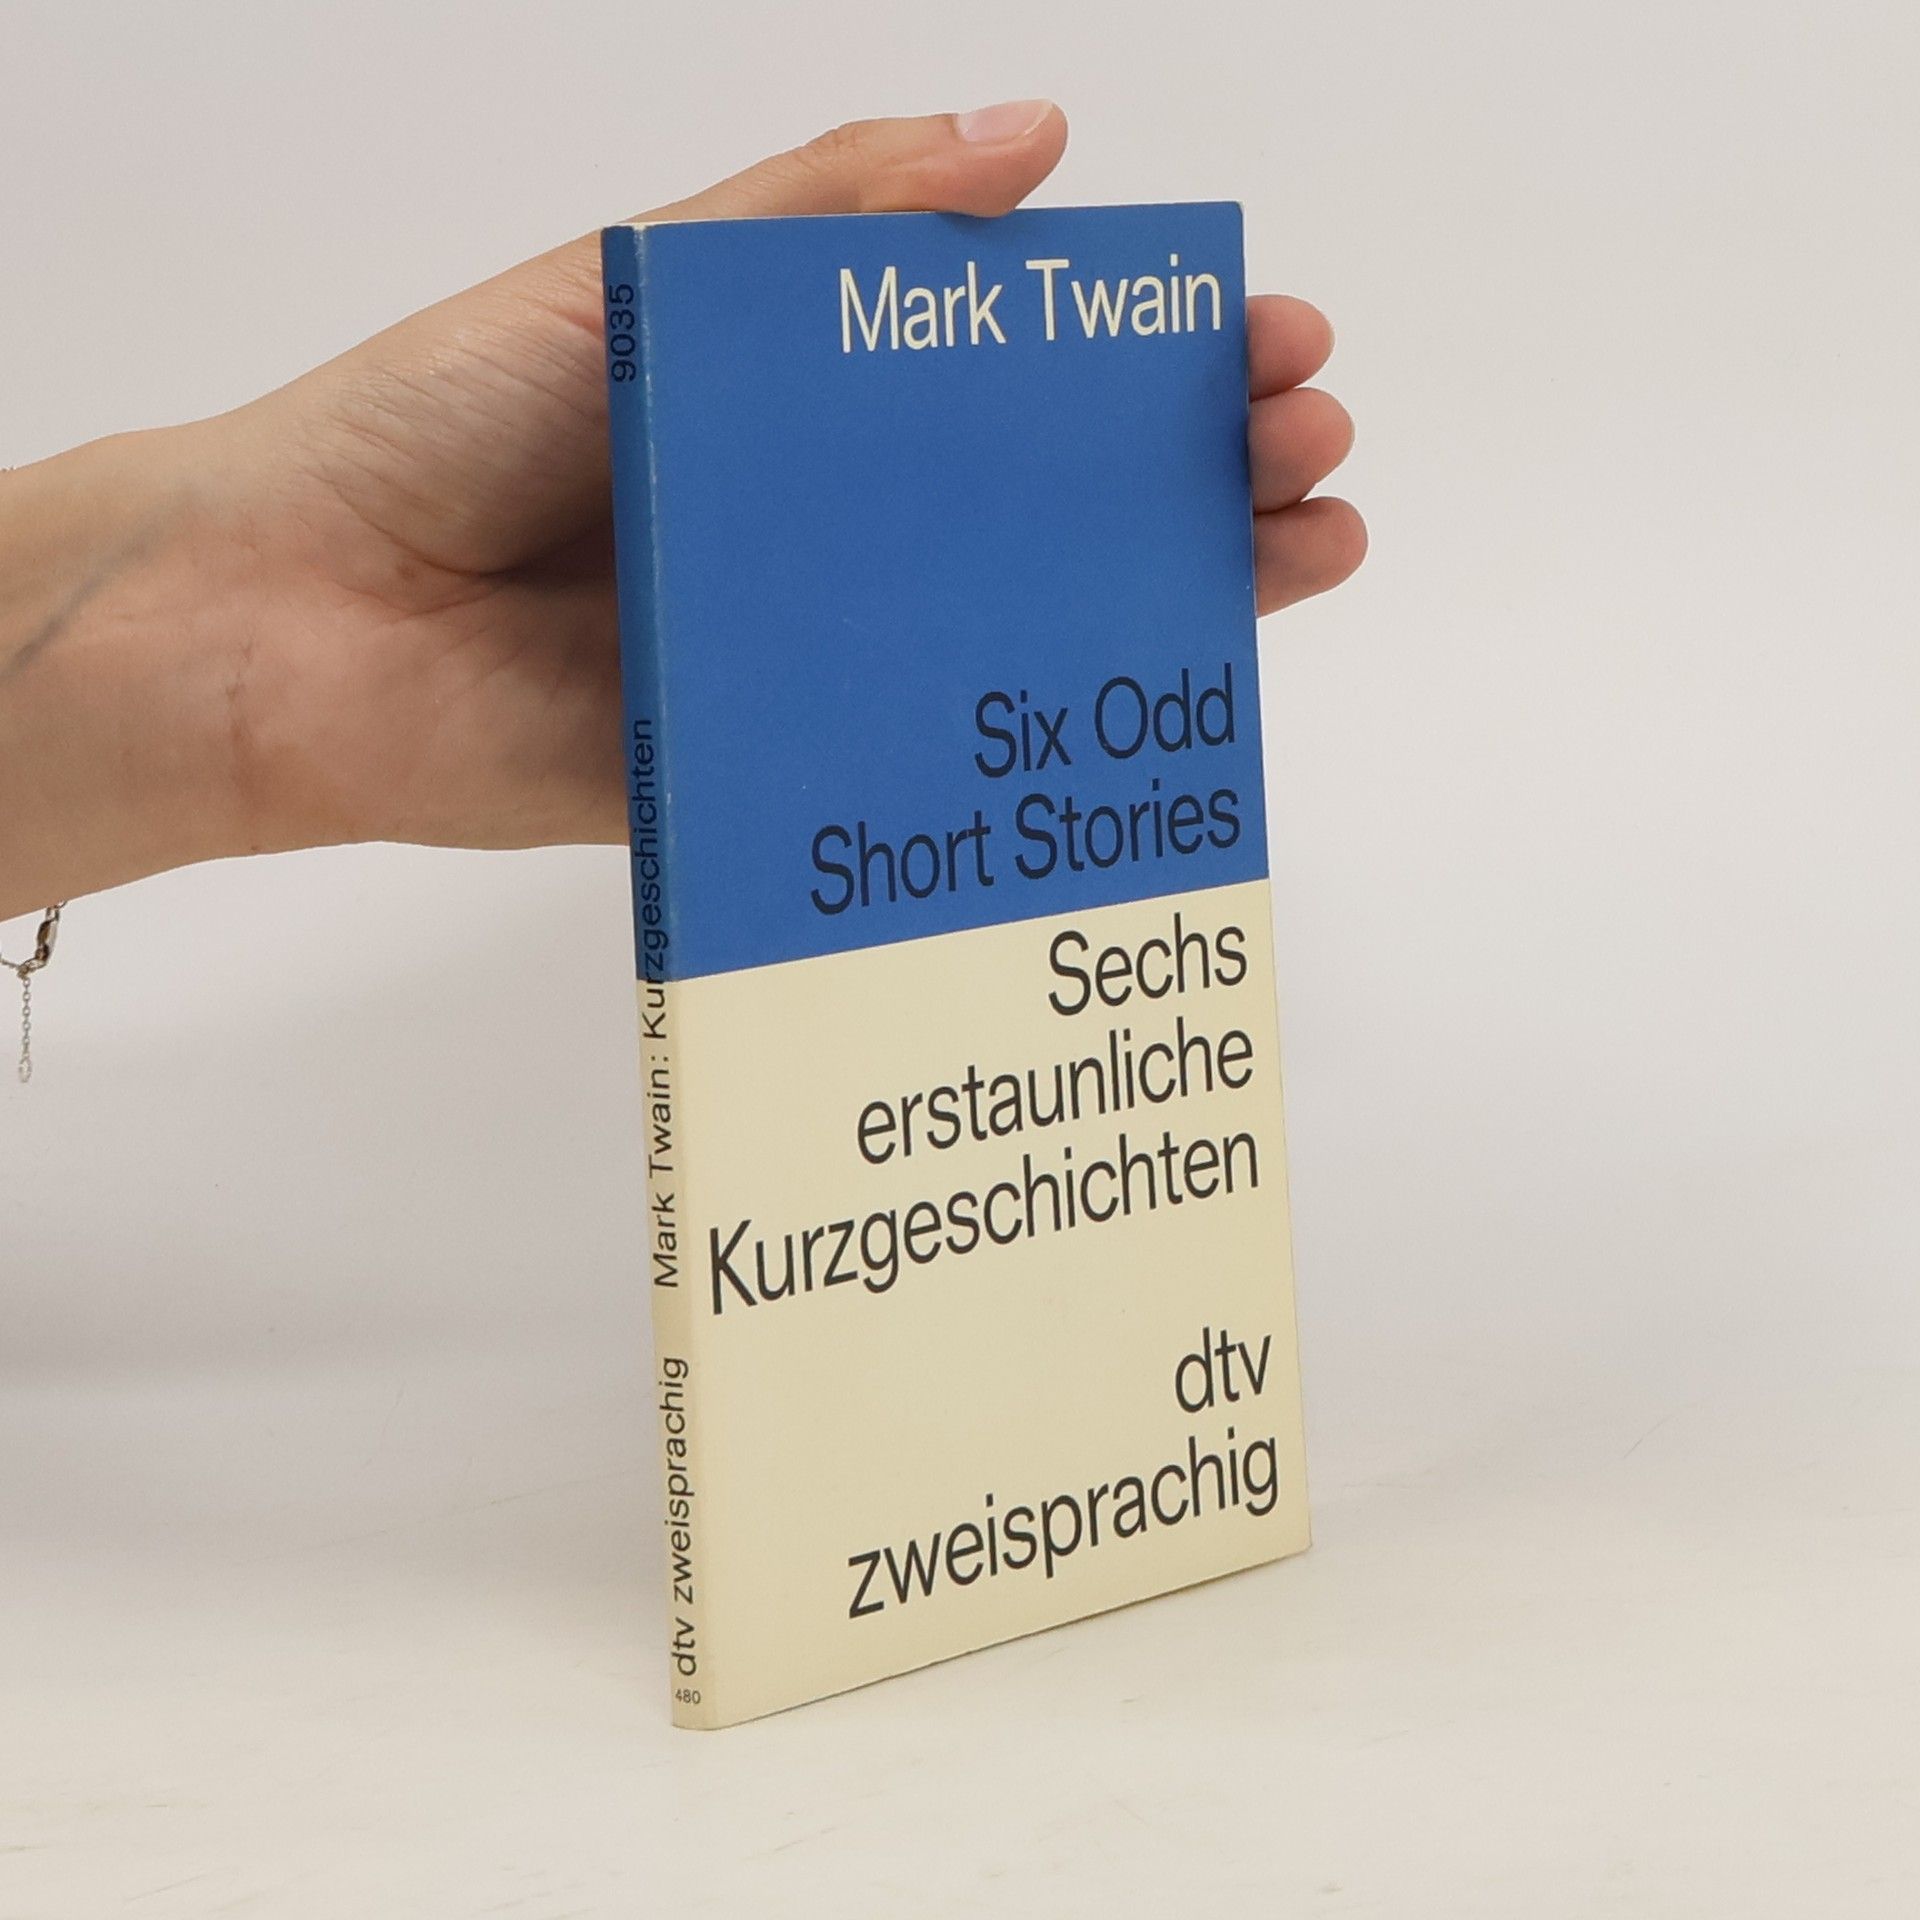 Mark Twain
Six Odd
Short Stories
Sechs
erstaunliche
Kurzgeschichten
dtv
zweisprachig
9035
Mark Twain: Kurzgeschichten
dtv zweisprachig
480